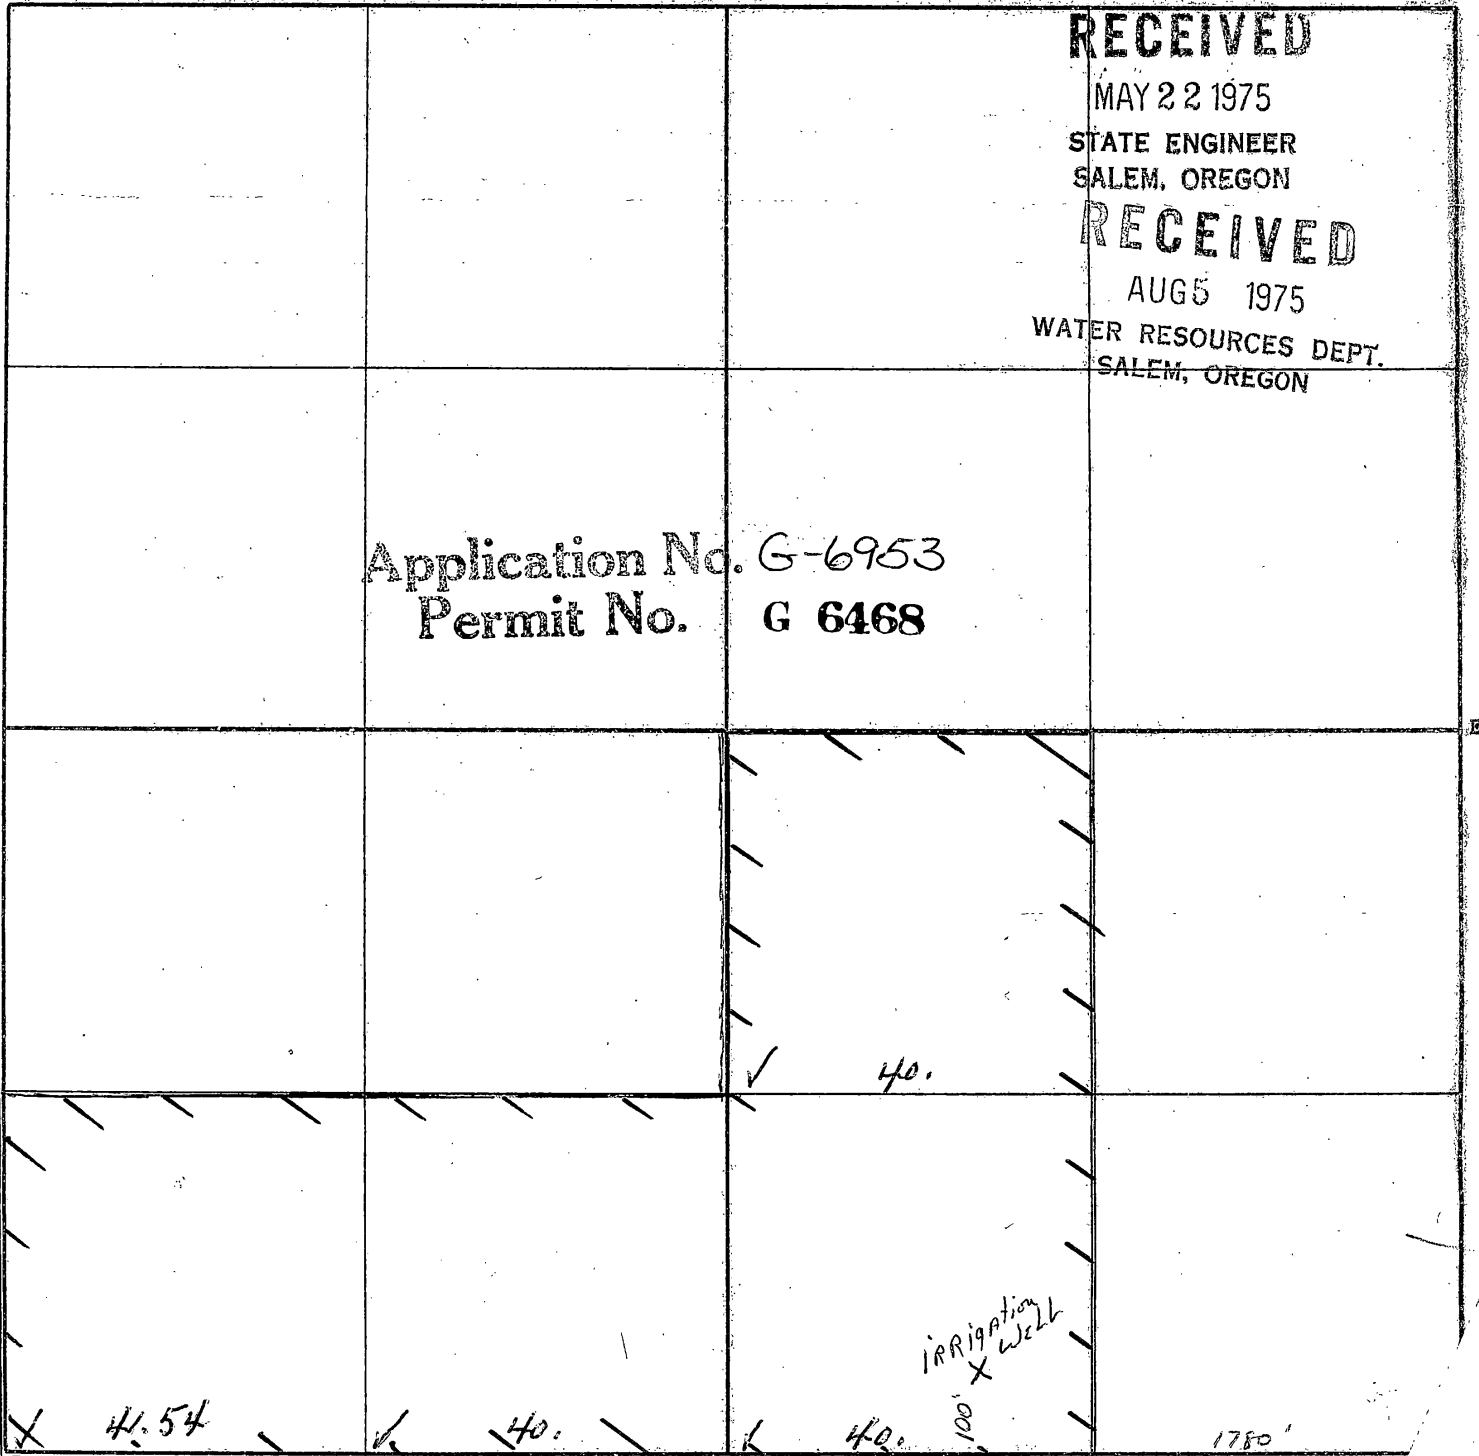 RECEIVED
MAY 22 1975
STATE ENGINEER
SALEM, OREGON
RECEIVED
AUG 5 1975
WATER RESOURCES DEPT.
SALEM, OREGON
Application No. G-6953
Permit No. G 6468
E
40.
irrigation
well
X
100'
41.54
40.
40.
1780'